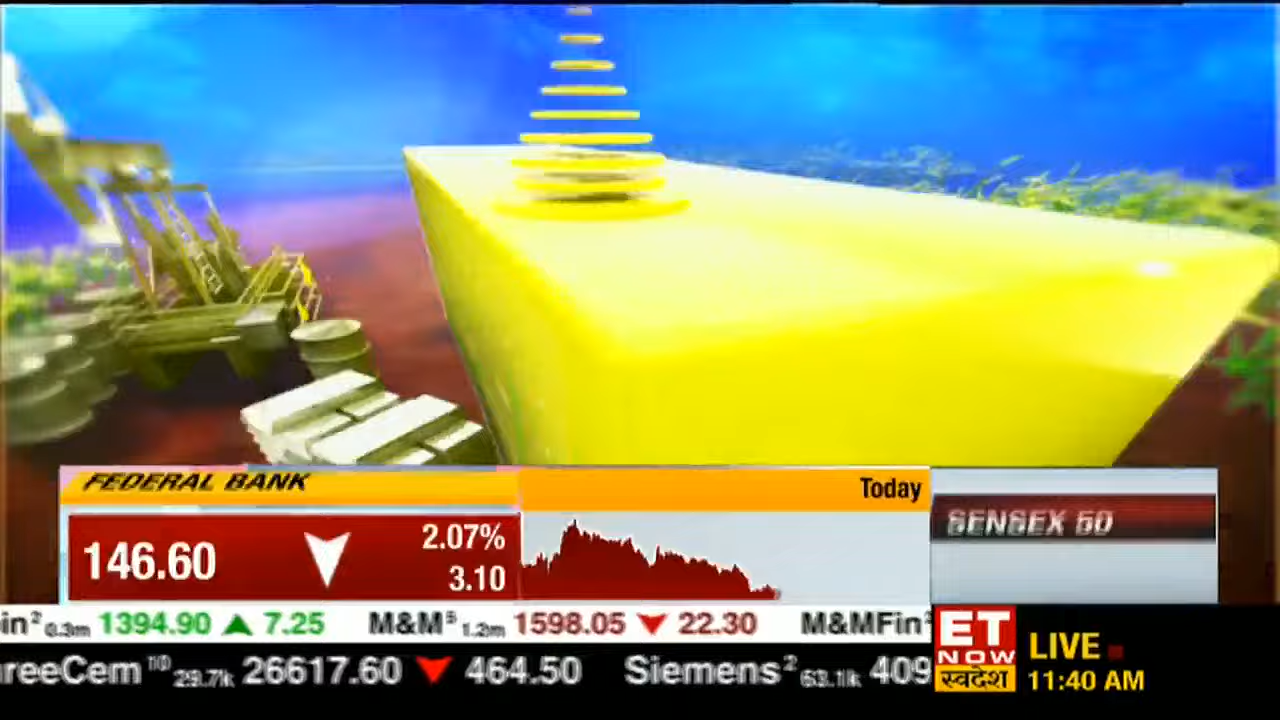 FEDERAL BANK
Today
146.60
2.07%
3.10
SENSEX 50
in² 0.3m 1394.90 ▲ 7.25 M&M⁵ 1.2m 1598.05 ▼ 22.30 M&MFin²
reeCem¹⁰ 29.7k 26617.60 ▼ 464.50 Siemens² 63.1k 409
ET
NOW
स्वदेश
LIVE
11:40 AM